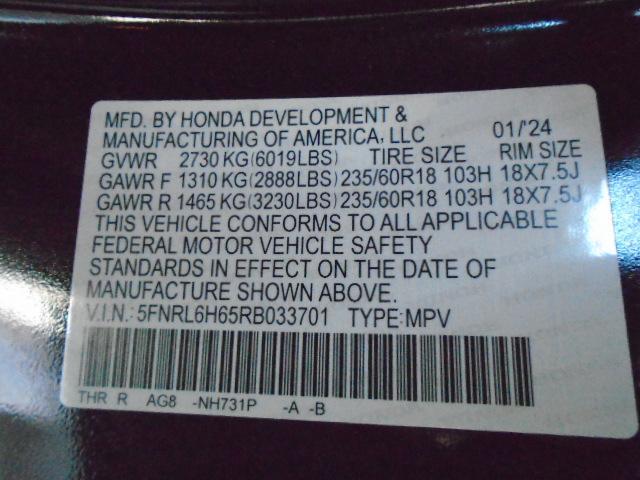 MFD. BY HONDA DEVELOPMENT &
MANUFACTURING OF AMERICA, LLC 01/'24
GVWR 2730 KG(6019LBS) TIRE SIZE RIM SIZE
GAWR F 1310 KG(2888LBS) 235/60R18 103H 18X7.5J
GAWR R 1465 KG(3230LBS) 235/60R18 103H 18X7.5J
THIS VEHICLE CONFORMS TO ALL APPLICABLE
FEDERAL MOTOR VEHICLE SAFETY
STANDARDS IN EFFECT ON THE DATE OF
MANUFACTURE SHOWN ABOVE.
V.I.N.: 5FNRL6H65RB033701 TYPE:MPV
THR R AG8 -NH731P -A -B